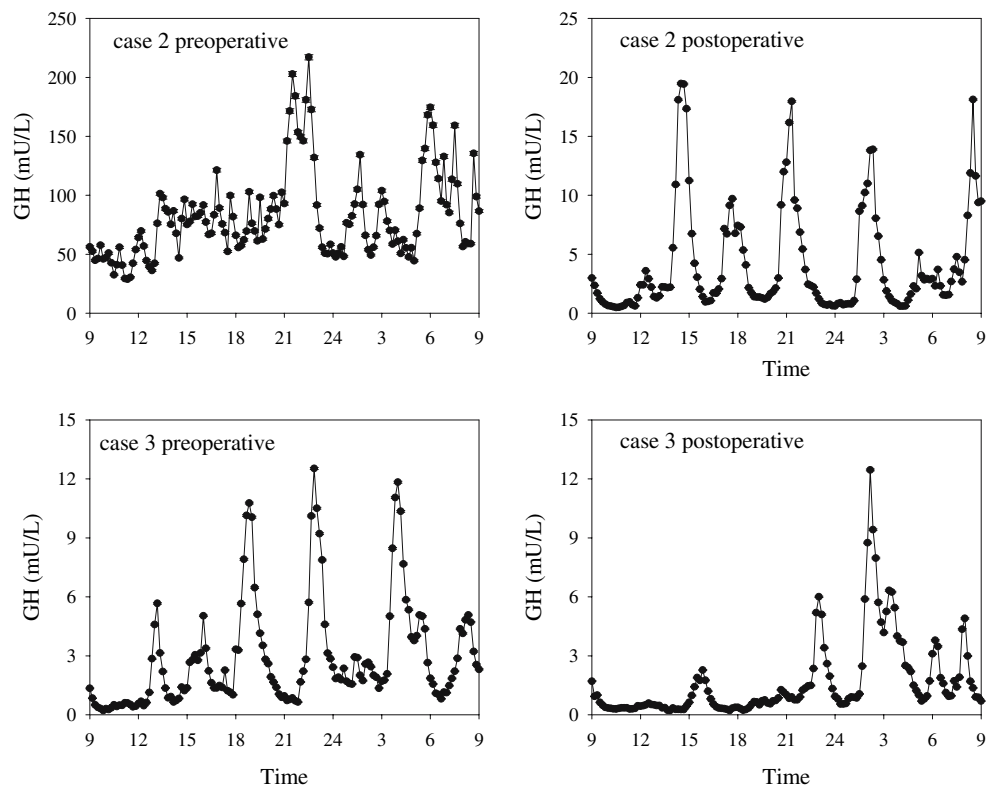 case 2 preoperative
GH (mU/L)
250
200
150
100
50
0
9 12 15 18 21 24 3 6 9
case 2 postoperative
GH (mU/L)
25
20
15
10
5
0
9 12 15 18 21 24 3 6 9
Time
case 3 preoperative
GH (mU/L)
15
12
9
6
3
0
9 12 15 18 21 24 3 6 9
Time
case 3 postoperative
GH (mU/L)
15
12
9
6
3
0
9 12 15 18 21 24 3 6 9
Time